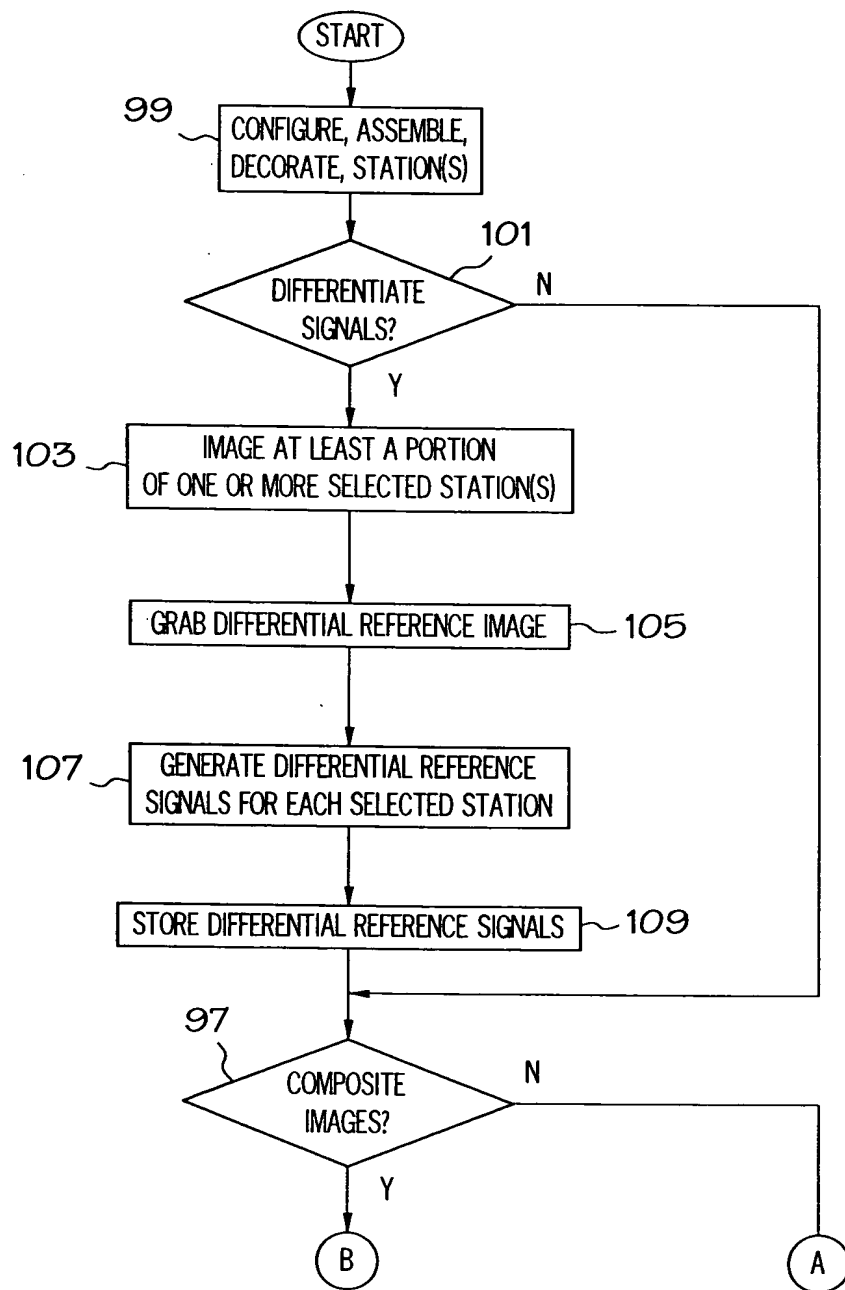 START
99
CONFIGURE, ASSEMBLE,
DECORATE, STATION(S)
101
DIFFERENTIATE
SIGNALS?
N
Y
103
IMAGE AT LEAST A PORTION
OF ONE OR MORE SELECTED STATION(S)
GRAB DIFFERENTIAL REFERENCE IMAGE
105
107
GENERATE DIFFERENTIAL REFERENCE
SIGNALS FOR EACH SELECTED STATION
STORE DIFFERENTIAL REFERENCE SIGNALS
109
97
COMPOSITE
IMAGES?
N
Y
B
A